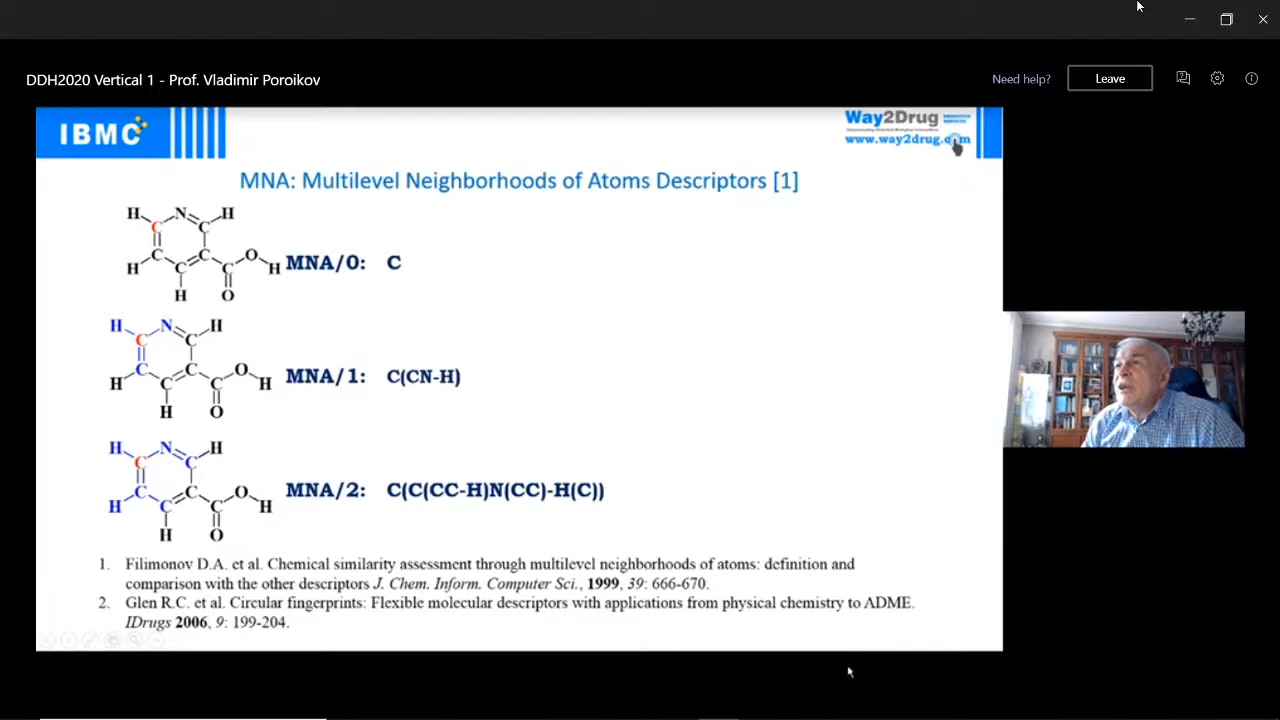 DDH2020 Vertical 1 - Prof. Vladimir Poroikov
Need help?
Leave
IBMC
Way2Drug
www.way2drug.com
MNA: Multilevel Neighborhoods of Atoms Descriptors [1]
H N H
C C
C C O
H C C H
H O
MNA/0: C
H N H
C C
C C O
H C C H
H O
MNA/1: C(CN-H)
H N H
C C
C C O
H C C H
H O
MNA/2: C(C(CC-H)N(CC)-H(C))
1. Filimonov D.A. et al. Chemical similarity assessment through multilevel neighborhoods of atoms: definition and
comparison with the other descriptors J. Chem. Inform. Computer Sci., 1999, 39: 666-670.
2. Glen R.C. et al. Circular fingerprints: Flexible molecular descriptors with applications from physical chemistry to ADME.
IDrugs 2006, 9: 199-204.